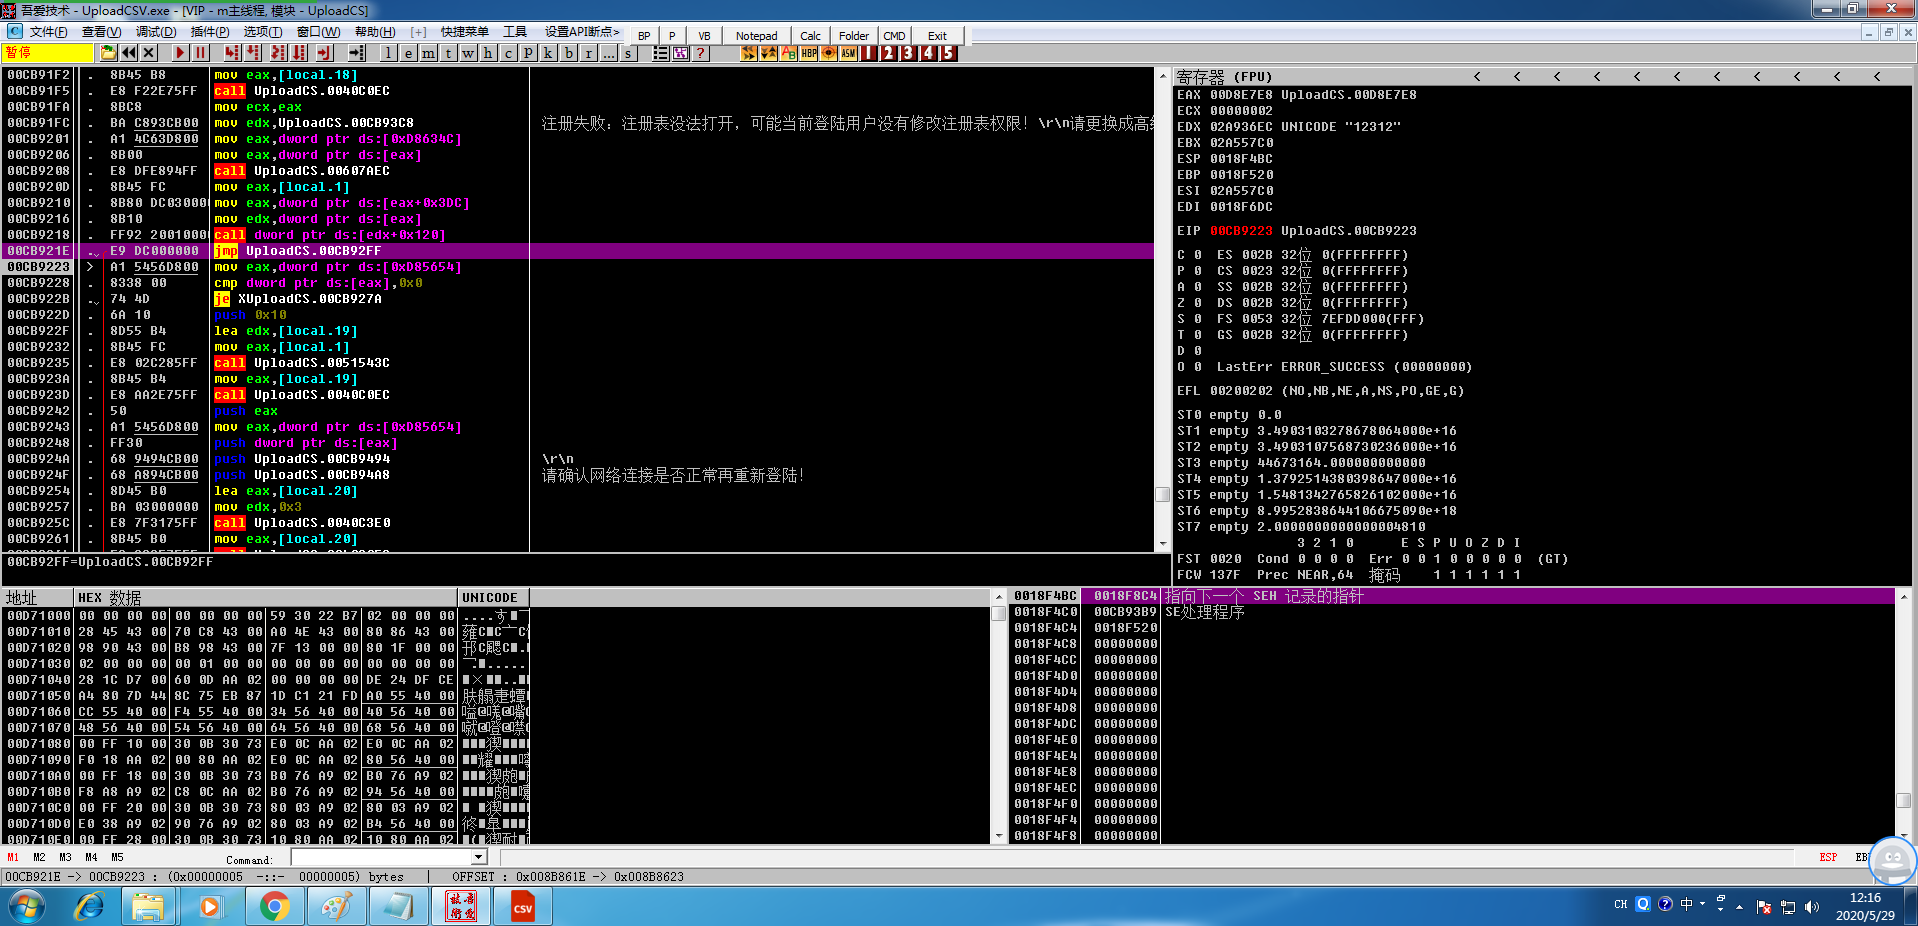 吾爱技术 - UploadCSV.exe - [VIP - m主线程, 模块 - UploadCS]
文件(F) 查看(V) 调试(D) 插件(P) 选项(T) 窗口(W) 帮助(H) [+] 快捷菜单 工具 设置API断点> BP P VB Notepad Calc Folder CMD Exit
暂停 l e m t w h c p k b r ... s ? HBP ASM 1 2 3 4 5
00CB91F2 . 8B45 B8 mov eax,[local.18]
00CB91F5 . E8 F22E75FF call UploadCS.0040C0EC
00CB91FA . 8BC8 mov ecx,eax
00CB91FC . BA C893CB00 mov edx,UploadCS.00CB93C8 注册失败：注册表没法打开，可能当前登陆用户没有修改注册表权限！\r\n请更换成高级
00CB9201 . A1 4C63D800 mov eax,dword ptr ds:[0xD8634C]
00CB9206 . 8B00 mov eax,dword ptr ds:[eax]
00CB9208 . E8 DFE894FF call UploadCS.00607AEC
00CB920D . 8B45 FC mov eax,[local.1]
00CB9210 . 8B80 DC030000 mov eax,dword ptr ds:[eax+0x3DC]
00CB9216 . 8B10 mov edx,dword ptr ds:[eax]
00CB9218 . FF92 20010000 call dword ptr ds:[edx+0x120]
00CB921E . E9 DC000000 jmp UploadCS.00CB92FF
00CB9223 > A1 5456D800 mov eax,dword ptr ds:[0xD85654]
00CB9228 . 8338 00 cmp dword ptr ds:[eax],0x0
00CB922B . 74 4D je XUploadCS.00CB927A
00CB922D . 6A 10 push 0x10
00CB922F . 8D55 B4 lea edx,[local.19]
00CB9232 . 8B45 FC mov eax,[local.1]
00CB9235 . E8 02C285FF call UploadCS.0051543C
00CB923A . 8B45 B4 mov eax,[local.19]
00CB923D . E8 AA2E75FF call UploadCS.0040C0EC
00CB9242 . 50 push eax
00CB9243 . A1 5456D800 mov eax,dword ptr ds:[0xD85654]
00CB9248 . FF30 push dword ptr ds:[eax]
00CB924A . 68 9494CB00 push UploadCS.00CB9494 \r\n
00CB924F . 68 A894CB00 push UploadCS.00CB94A8 请确认网络连接是否正常再重新登陆！
00CB9254 . 8D45 B0 lea eax,[local.20]
00CB9257 . BA 03000000 mov edx,0x3
00CB925C . E8 7F3175FF call UploadCS.0040C3E0
00CB9261 . 8B45 B0 mov eax,[local.20]
00CB92FF=UploadCS.00CB92FF
寄存器 (FPU) < < < < < < < < < < <
EAX 00D8E7E8 UploadCS.00D8E7E8
ECX 00000002
EDX 02A936EC UNICODE "12312"
EBX 02A557C0
ESP 0018F4BC
EBP 0018F520
ESI 02A557C0
EDI 0018F6DC
EIP 00CB9223 UploadCS.00CB9223
C 0 ES 002B 32位 0(FFFFFFFF)
P 0 CS 0023 32位 0(FFFFFFFF)
A 0 SS 002B 32位 0(FFFFFFFF)
Z 0 DS 002B 32位 0(FFFFFFFF)
S 0 FS 0053 32位 7EFDD000(FFF)
T 0 GS 002B 32位 0(FFFFFFFF)
D 0
O 0 LastErr ERROR_SUCCESS (00000000)
EFL 00200202 (NO,NB,NE,A,NS,PO,GE,G)
ST0 empty 0.0
ST1 empty 3.4903103278678064000e+16
ST2 empty 3.4903107568730236000e+16
ST3 empty 44673164.000000000000
ST4 empty 1.3792514380398647000e+16
ST5 empty 1.5481342765826102000e+16
ST6 empty 8.9952838644106675090e+18
ST7 empty 2.0000000000000004810
3 2 1 0 E S P U O Z D I
FST 0020 Cond 0 0 0 0 Err 0 0 1 0 0 0 0 0 (GT)
FCW 137F Prec NEAR,64 掩码 1 1 1 1 1 1
地址 HEX 数据 UNICODE
00D71000 00 00 00 00 00 00 00 00 59 30 22 B7 02 00 00 00
00D71010 28 45 43 00 70 C8 43 00 A0 4E 43 00 80 86 43 00
00D71020 98 90 43 00 B8 98 43 00 7F 13 00 00 80 1F 00 00
00D71030 02 00 00 00 00 01 00 00 00 00 00 00 00 00 00 00
00D71040 28 1C D7 00 60 0D AA 02 00 00 00 00 DE 24 DF CE
00D71050 A4 80 7D 44 8C 75 EB 87 1D C1 21 FD A0 55 40 00
00D71060 CC 55 40 00 F4 55 40 00 34 56 40 00 40 56 40 00
00D71070 48 56 40 00 54 56 40 00 64 56 40 00 68 56 40 00
00D71080 00 FF 10 00 30 0B 30 73 E0 0C AA 02 E0 0C AA 02
00D71090 F0 18 AA 02 00 80 AA 02 E0 0C AA 02 80 56 40 00
00D710A0 00 FF 18 00 30 0B 30 73 B0 76 A9 02 B0 76 A9 02
00D710B0 F8 A8 A9 02 C8 0C AA 02 B0 76 A9 02 94 56 40 00
00D710C0 00 FF 20 00 30 0B 30 73 80 03 A9 02 80 03 A9 02
00D710D0 E0 38 A9 02 90 76 A9 02 80 03 A9 02 B4 56 40 00
00D710E0 00 FF 28 00 30 0B 30 73 10 80 AA 02 10 80 AA 02
0018F4BC 0018F8C4 指向下一个 SEH 记录的指针
0018F4C0 00CB93B9 SE处理程序
0018F4C4 0018F520
0018F4C8 00000000
0018F4CC 00000000
0018F4D0 00000000
0018F4D4 00000000
0018F4D8 00000000
0018F4DC 00000000
0018F4E0 00000000
0018F4E4 00000000
0018F4E8 00000000
0018F4EC 00000000
0018F4F0 00000000
0018F4F4 00000000
0018F4F8 00000000
M1 M2 M3 M4 M5 Command: ESP
00CB921E -> 00CB9223 : (0x00000005 -::- 00000005) bytes | OFFSET : 0x008B861E -> 0x008B8623
CSV
CH 中 12:16
2020/5/29